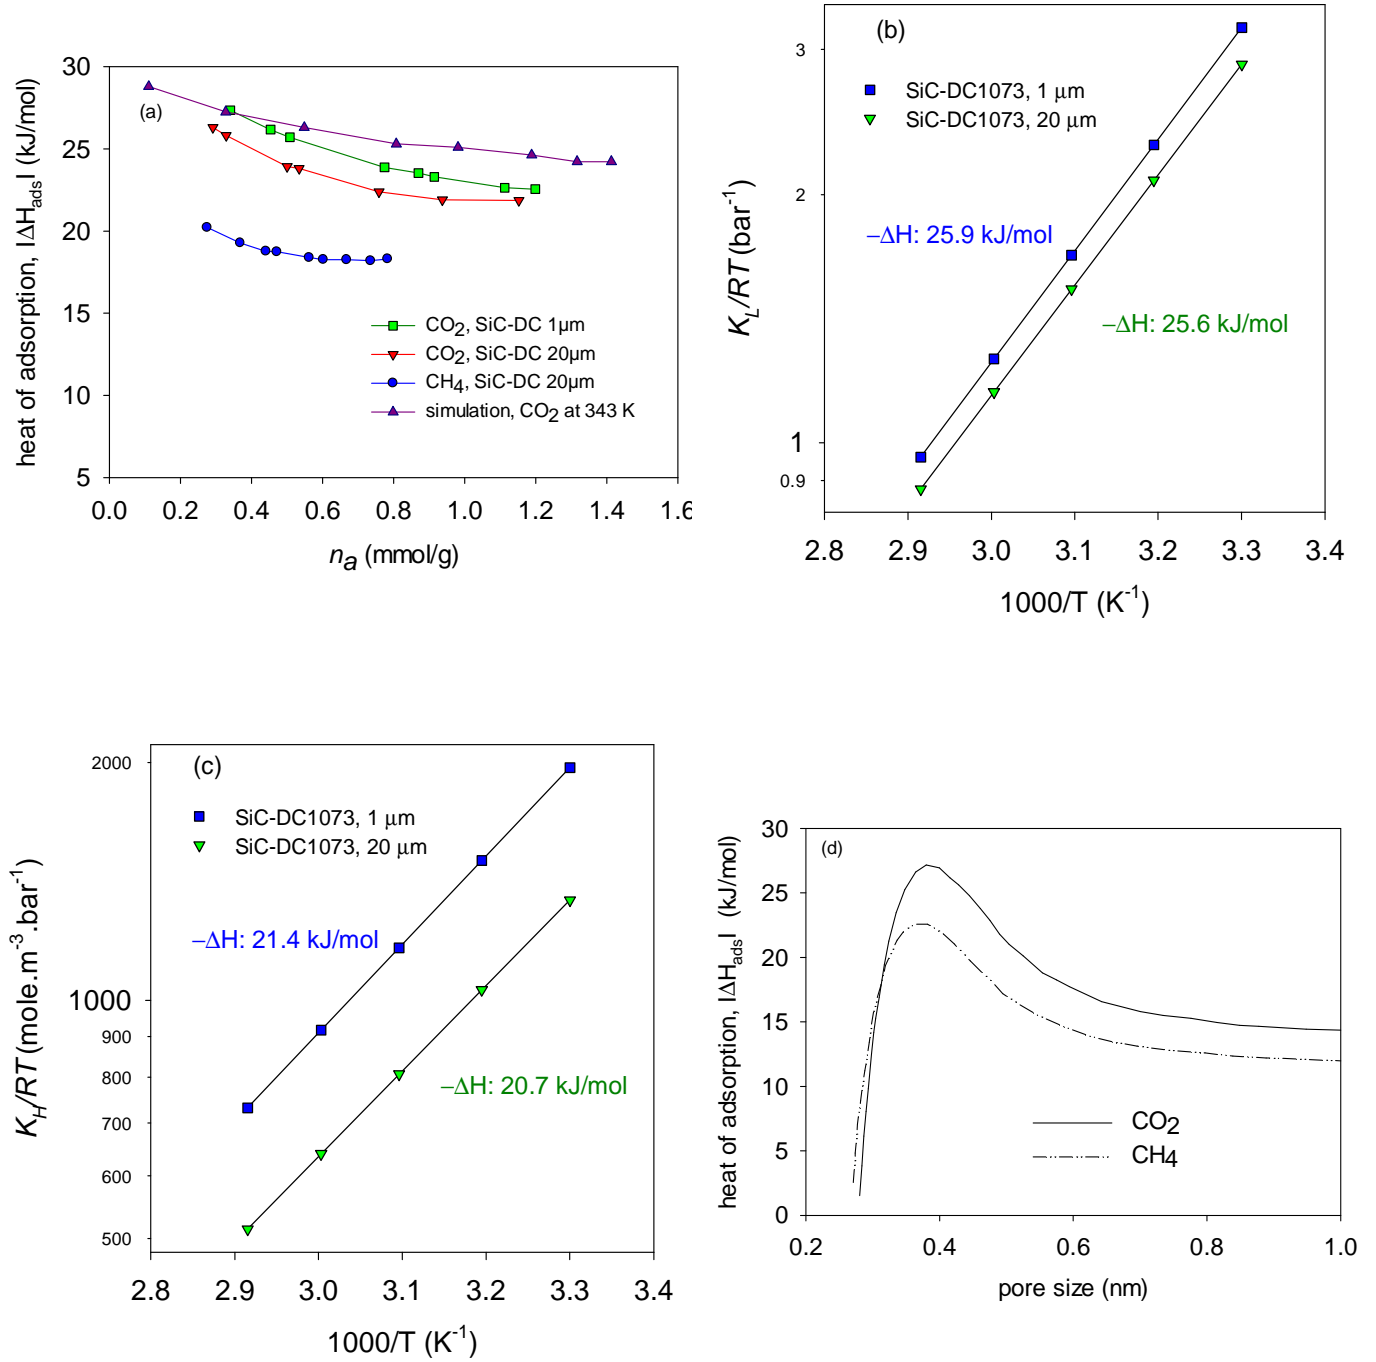 (a)
heat of adsorption, |ΔH_ads| (kJ/mol)
30
25
20
15
10
5
0.0 0.2 0.4 0.6 0.8 1.0 1.2 1.4 1.6
n_a (mmol/g)
CO2, SiC-DC 1μm
CO2, SiC-DC 20μm
CH4, SiC-DC 20μm
simulation, CO2 at 343 K
(b)
K_L/RT (bar^-1)
3
2
1
0.9
SiC-DC1073, 1 μm
SiC-DC1073, 20 μm
−ΔH: 25.9 kJ/mol
−ΔH: 25.6 kJ/mol
2.8 2.9 3.0 3.1 3.2 3.3 3.4
1000/T (K^-1)
(c)
K_H/RT (mole.m^-3.bar^-1)
2000
1000
900
800
700
600
500
SiC-DC1073, 1 μm
SiC-DC1073, 20 μm
−ΔH: 21.4 kJ/mol
−ΔH: 20.7 kJ/mol
2.8 2.9 3.0 3.1 3.2 3.3 3.4
1000/T (K^-1)
(d)
heat of adsorption, |ΔH_ads| (kJ/mol)
30
25
20
15
10
5
0
CO2
CH4
0.2 0.4 0.6 0.8 1.0
pore size (nm)